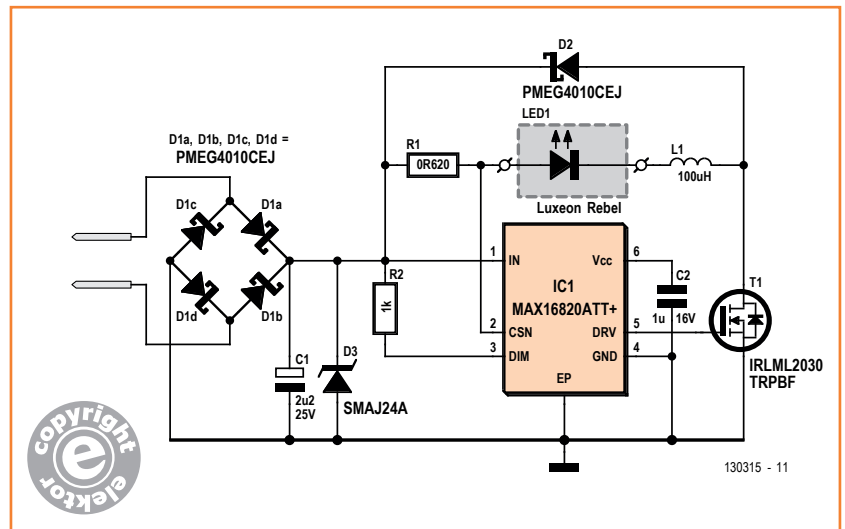 D2
PMEG4010CEJ
LED1
D1a, D1b, D1c, D1d =
PMEG4010CEJ
R1
0R620
L1
100uH
Luxeon Rebel
D1c
D1a
D1d
D1b
R2
1k
1
IN
Vcc
6
IC1
MAX16820ATT+
C2
1u
16V
T1
2
CSN
DRV
5
3
DIM
GND
4
EP
IRLML2030
TRPBF
C1
2u2
25V
D3
SMAJ24A
copyright
e
elektor
130315 - 11